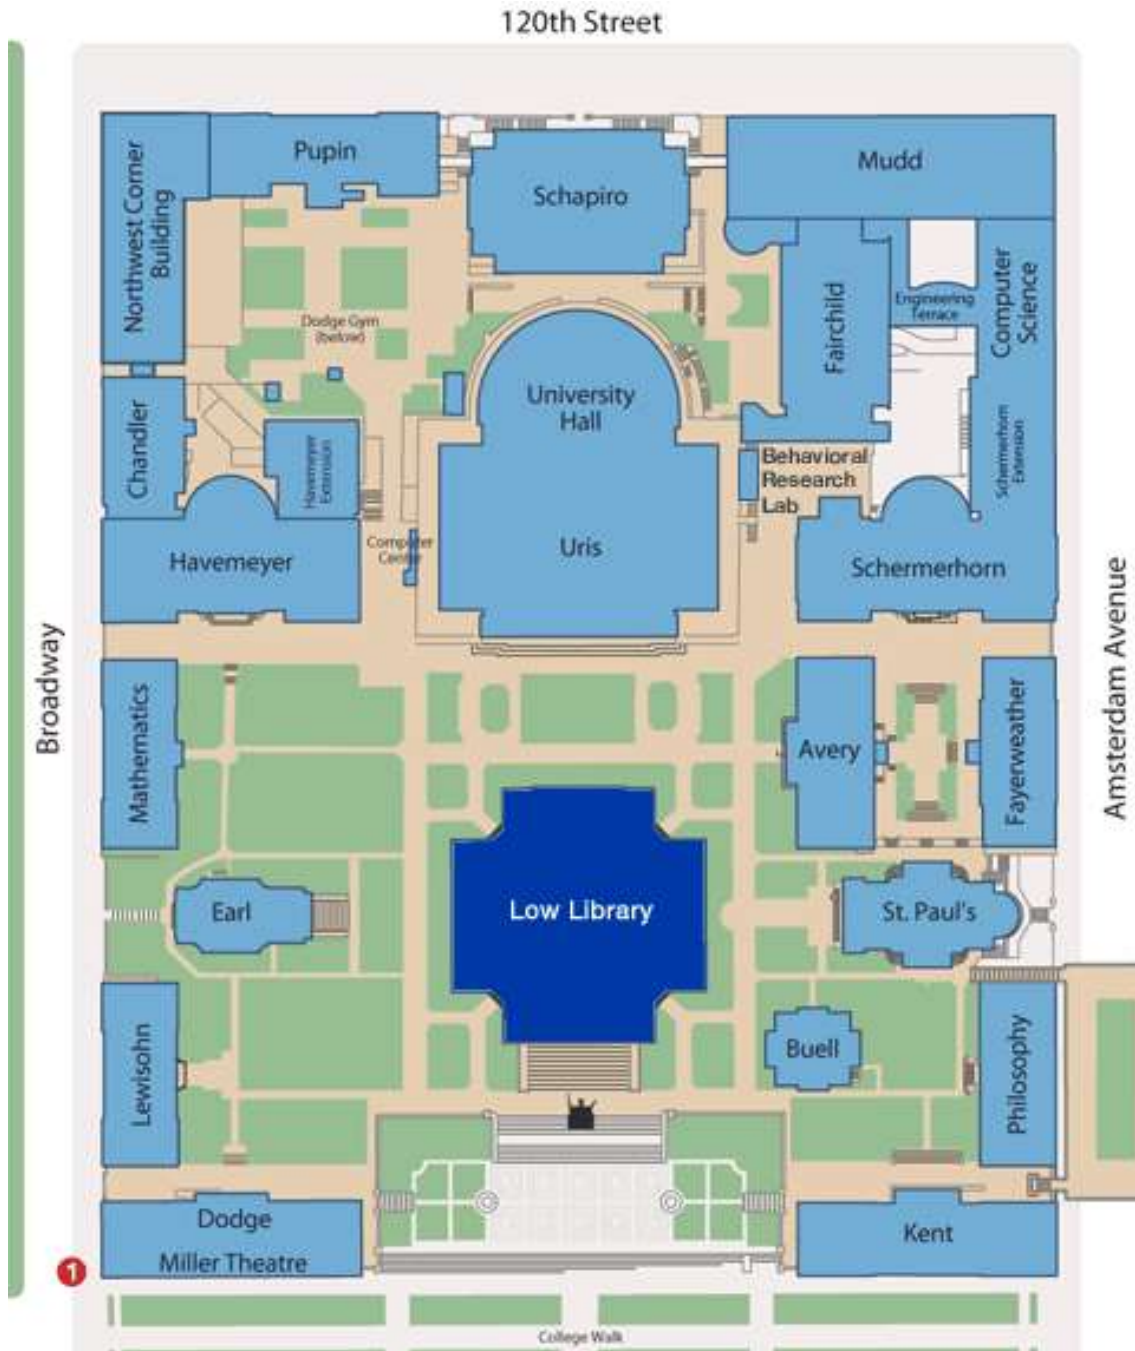 120th Street
Northwest Corner
Building
Pupin
Schapiro
Mudd
Dodge Gym
(below)
Fairchild
Engineering
Terrace
Computer
Science
University
Hall
Chandler
Havemeyer
Extension
Behavioral
Research
Lab
Schermerhorn
Extension
Havemeyer
Computer
Center
Uris
Schermerhorn
Broadway
Amsterdam Avenue
Mathematics
Avery
Fayerweather
Earl
Low Library
St. Paul's
Lewisohn
Buell
Philosophy
Dodge
Miller Theatre
Kent
1
College Walk